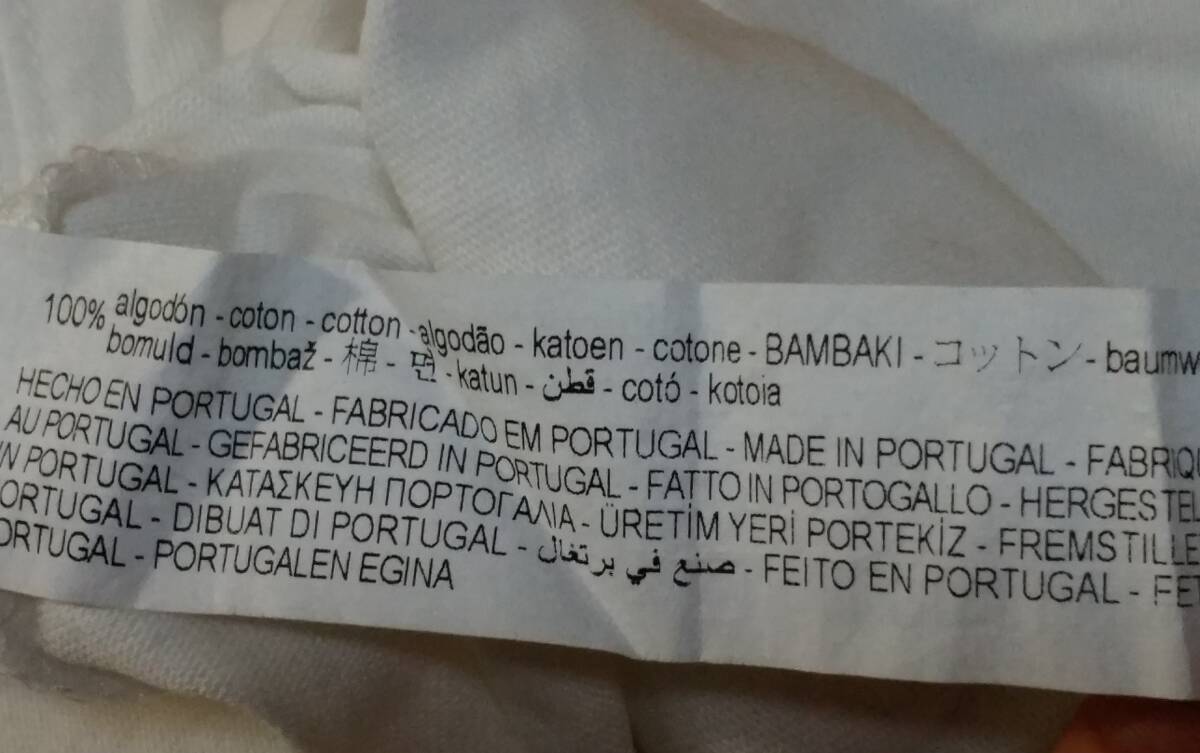 100% algodón - coton - cotton - algodão - katoen - cotone - BAMBAKI - コットン - baumw
bomuld - bombaž - 棉 - 면 - katun - قطن - cotó - kotoia
HECHO EN PORTUGAL - FABRICADO EM PORTUGAL - MADE IN PORTUGAL - FABRIQU
AU PORTUGAL - GEFABRICEERD IN PORTUGAL - FATTO IN PORTOGALLO - HERGESTEL
IN PORTUGAL - ΚΑΤΑΣΚΕΥΗ ΠΟΡΤΟΓΑΛΙΑ - ÜRETİM YERİ PORTEKİZ - FREMSTILLE
ORTUGAL - DIBUAT DI PORTUGAL - صنع في برتغال - FEITO EN PORTUGAL - FET
ORTUGAL - PORTUGALEN EGINA